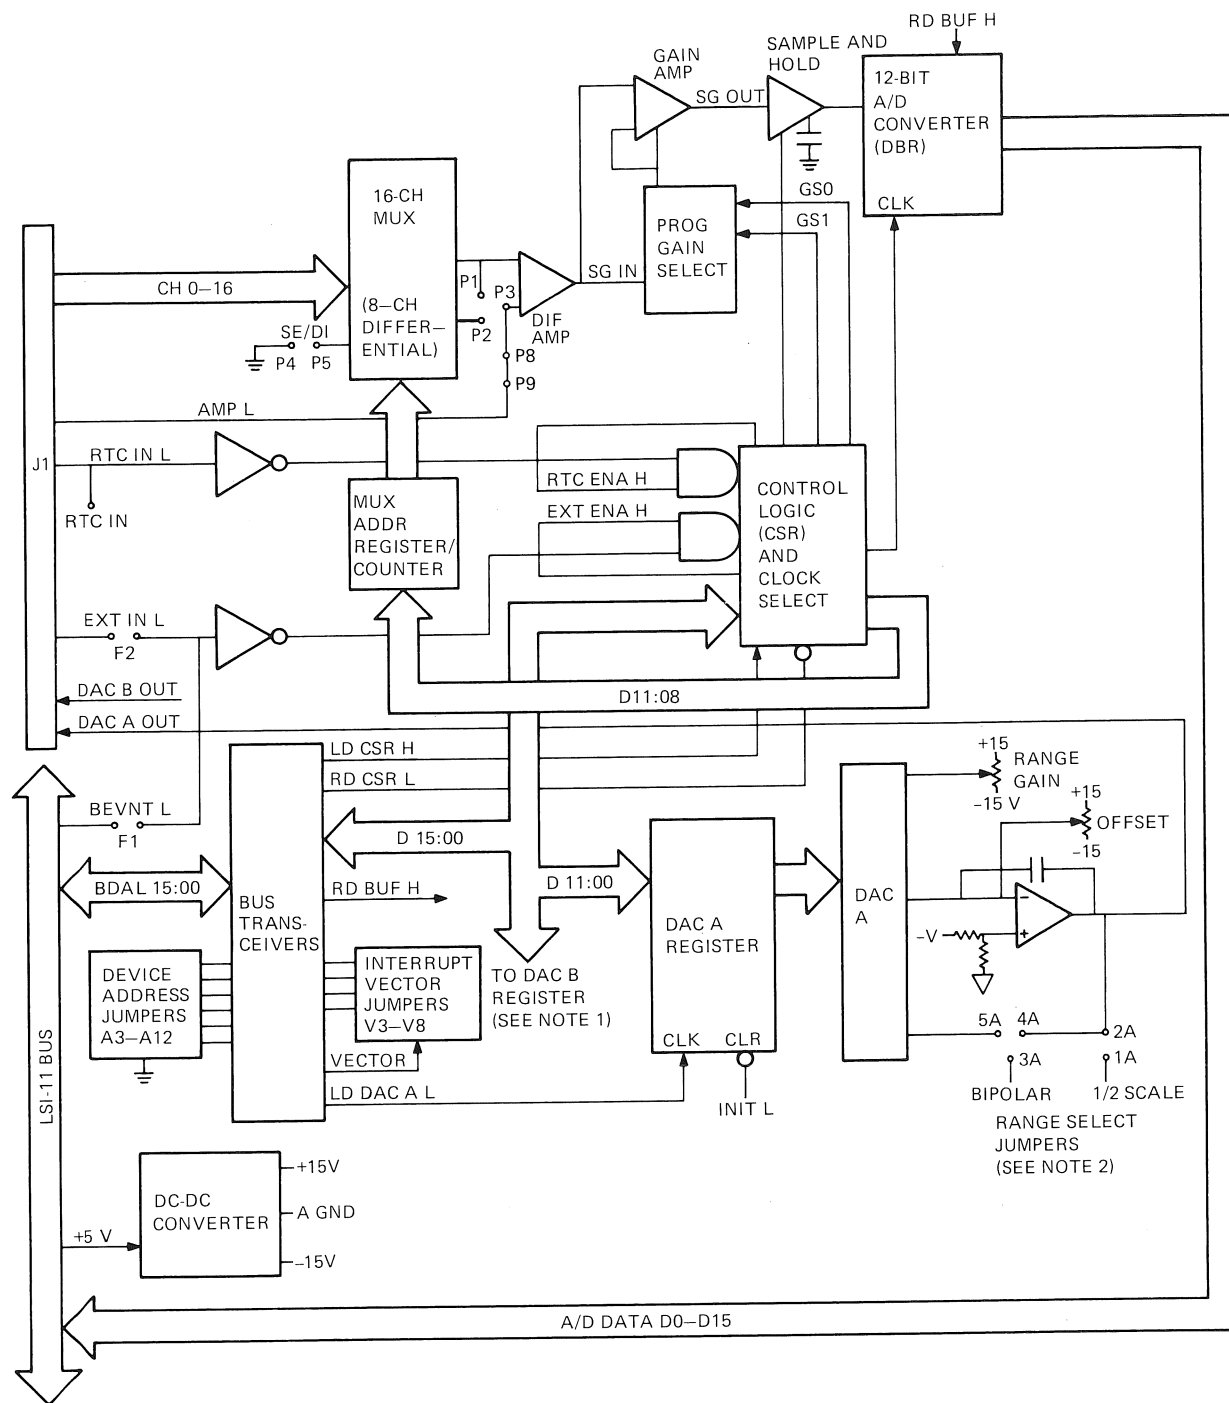 RD BUF H
SAMPLE AND
HOLD
GAIN
AMP
SG OUT
12-BIT
A/D
CONVERTER
(DBR)
CLK
16-CH
MUX
(8–CH
DIFFER–
ENTIAL)
PROG
GAIN
SELECT
GS0
GS1
CH 0–16
SG IN
P1
P3
P2
DIF
AMP
SE/DI
P4 P5
P8
P9
AMP L
J1
RTC IN L
RTC IN
RTC ENA H
EXT ENA H
MUX
ADDR
REGISTER/
COUNTER
CONTROL
LOGIC
(CSR)
AND
CLOCK
SELECT
EXT IN L
F2
DAC B OUT
DAC A OUT
D11:08
LD CSR H
RD CSR L
BEVNT L
F1
D 15:00
BDAL 15:00
RD BUF H
D 11:00
BUS
TRANS-
CEIVERS
DAC A
REGISTER
CLK CLR
INIT L
DAC
A
+15
RANGE
GAIN
–15 V
+15
OFFSET
–15
–
+
–V
DEVICE
ADDRESS
JUMPERS
A3–A12
INTERRUPT
VECTOR
JUMPERS
V3–V8
TO DAC B
REGISTER
(SEE NOTE 1)
VECTOR
LD DAC A L
5A 4A
2A
3A
1A
BIPOLAR
1/2 SCALE
RANGE SELECT
JUMPERS
(SEE NOTE 2)
LSI-11 BUS
DC-DC
CONVERTER
+15V
A GND
–15V
+5 V
A/D DATA D0–D15